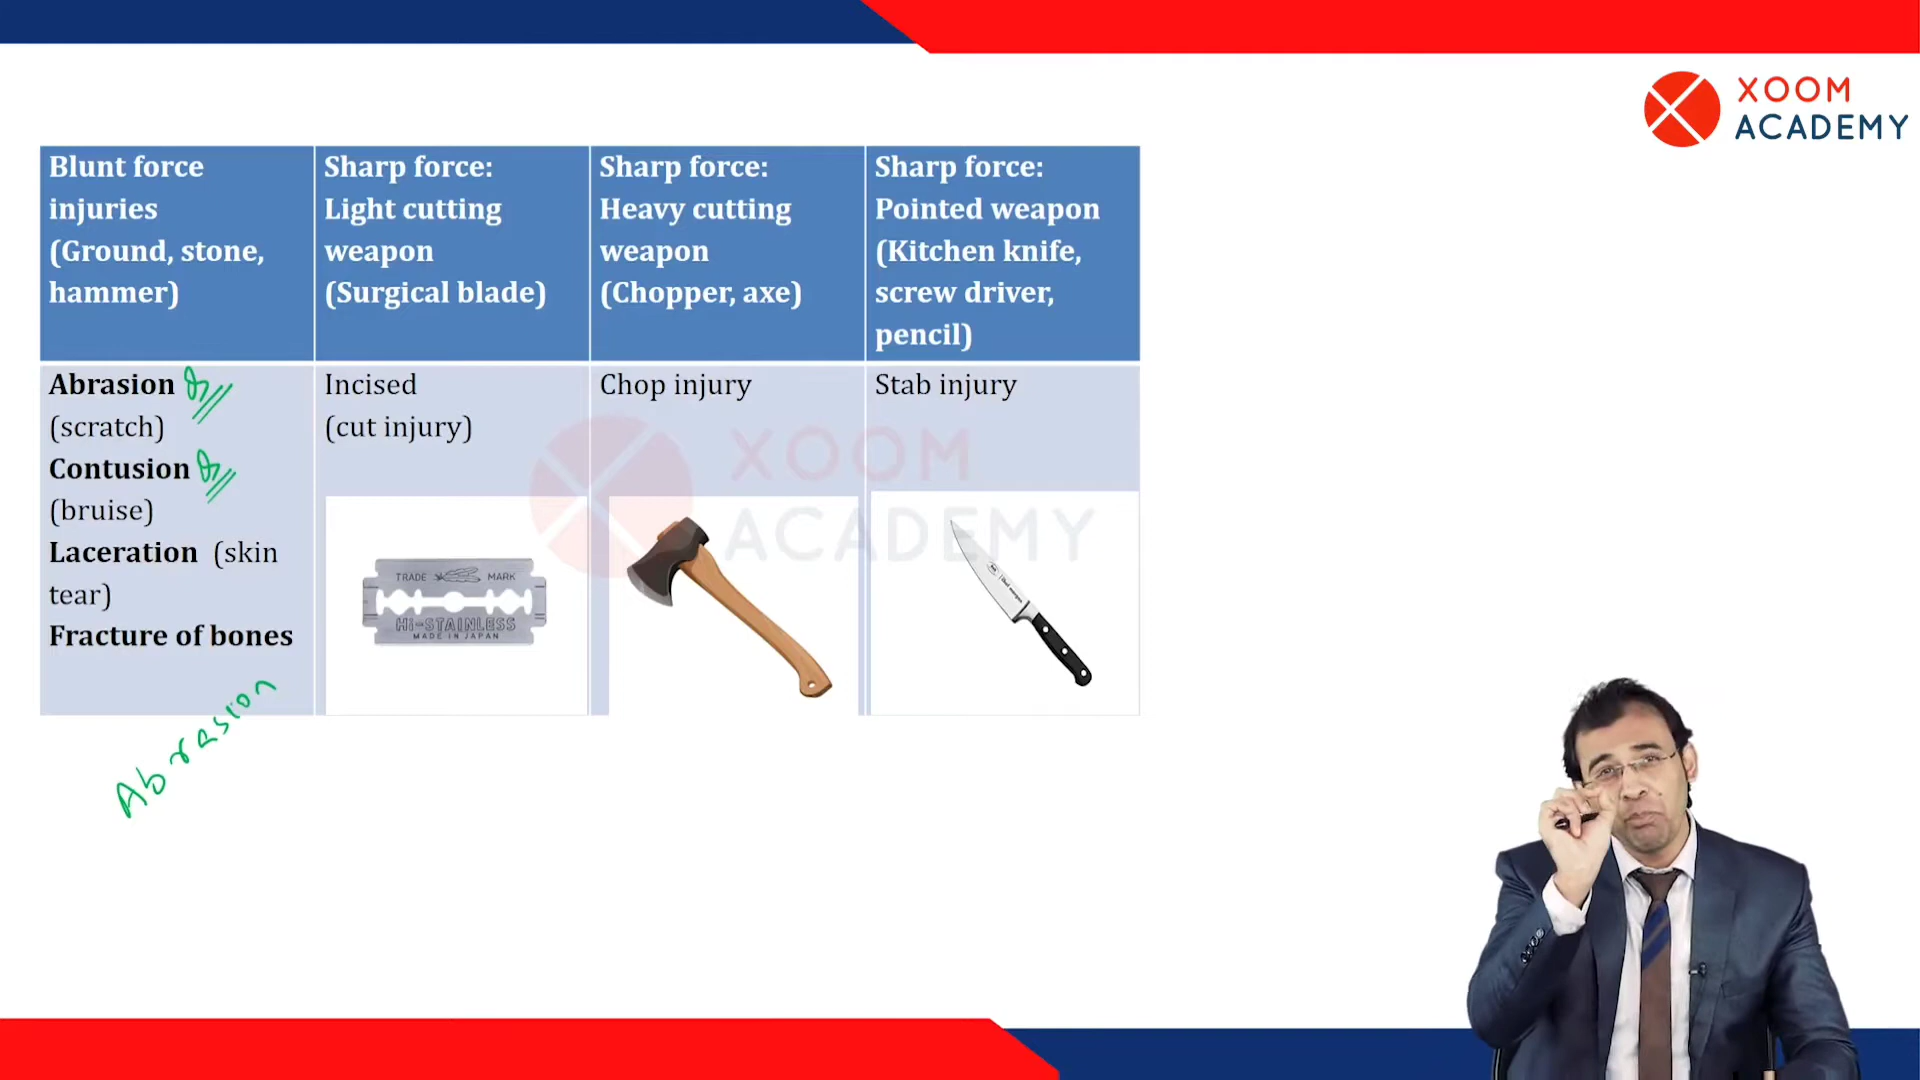 XOOM
ACADEMY
Blunt force
injuries
(Ground, stone,
hammer)
Sharp force:
Light cutting
weapon
(Surgical blade)
Sharp force:
Heavy cutting
weapon
(Chopper, axe)
Sharp force:
Pointed weapon
(Kitchen knife,
screw driver,
pencil)
Abrasion
(scratch)
Contusion
(bruise)
Laceration (skin
tear)
Fracture of bones
Incised
(cut injury)
Chop injury
Stab injury
XOOM
ACADEMY
TRADE MARK
HI-STAINLESS
MADE IN JAPAN
Abrasion